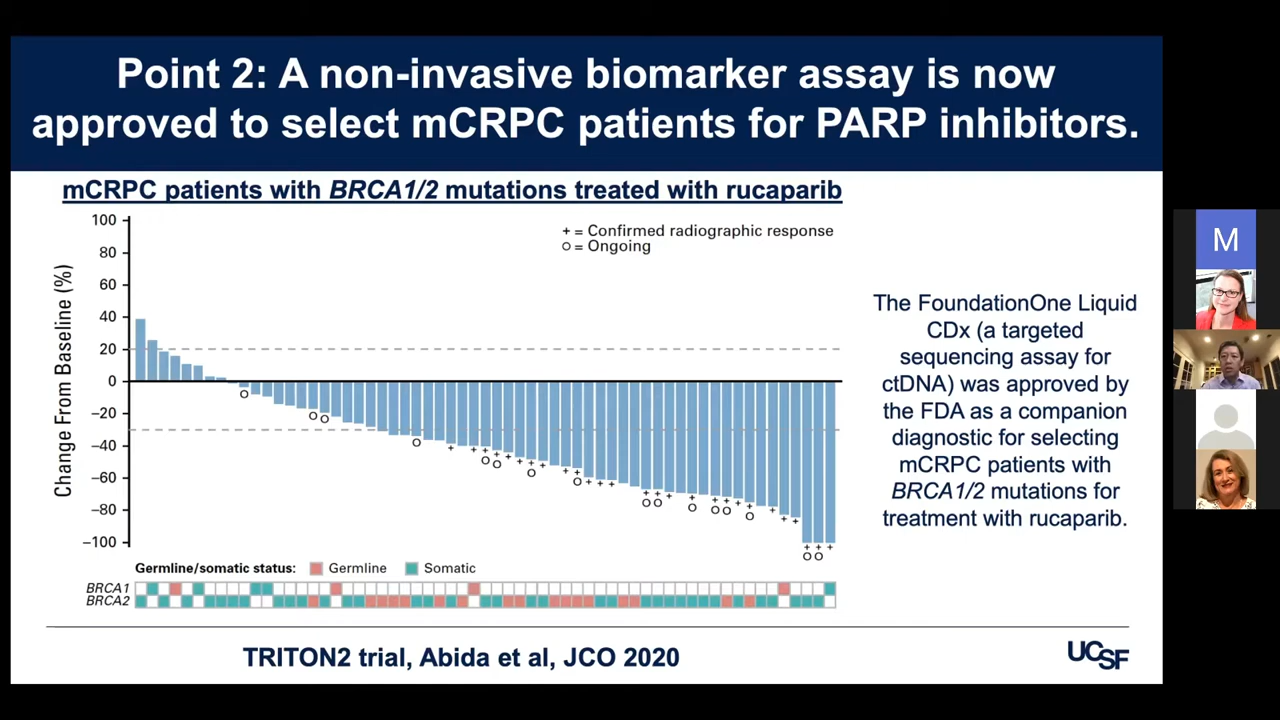 Point 2: A non-invasive biomarker assay is now
approved to select mCRPC patients for PARP inhibitors.
mCRPC patients with BRCA1/2 mutations treated with rucaparib
Change From Baseline (%)
100
80
60
40
20
0
−20
−40
−60
−80
−100
+ = Confirmed radiographic response
O = Ongoing
Germline/somatic status: Germline Somatic
BRCA1
BRCA2
The FoundationOne Liquid
CDx (a targeted
sequencing assay for
ctDNA) was approved by
the FDA as a companion
diagnostic for selecting
mCRPC patients with
BRCA1/2 mutations for
treatment with rucaparib.
TRITON2 trial, Abida et al, JCO 2020
UCSF
M